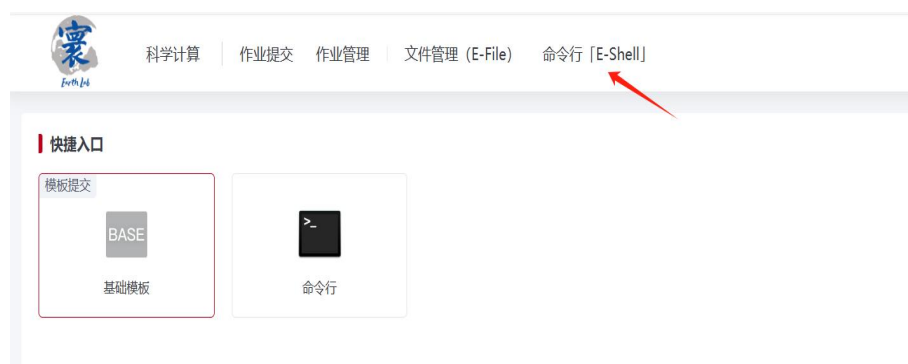 寰
Earth Lab
科学计算 作业提交 作业管理 文件管理（E-File） 命令行「E-Shell」
快捷入口
模板提交
BASE
>_
基础模板 命令行